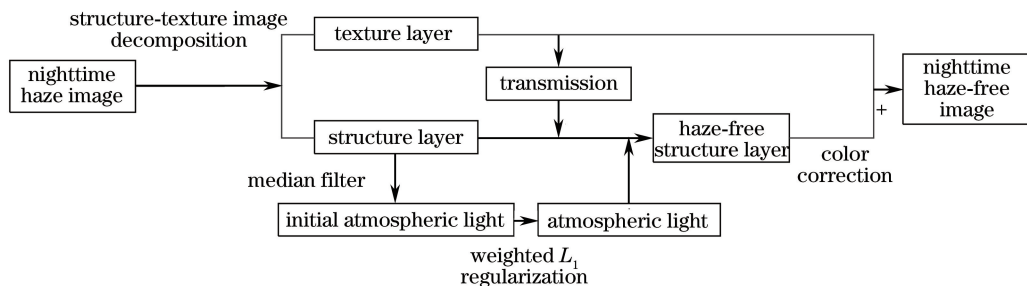 structure-texture image
decomposition
texture layer
nighttime
haze image
transmission
nighttime
haze-free
image
+
structure layer
haze-free
structure layer
color
correction
median filter
initial atmospheric light
atmospheric light
weighted L₁
regularization